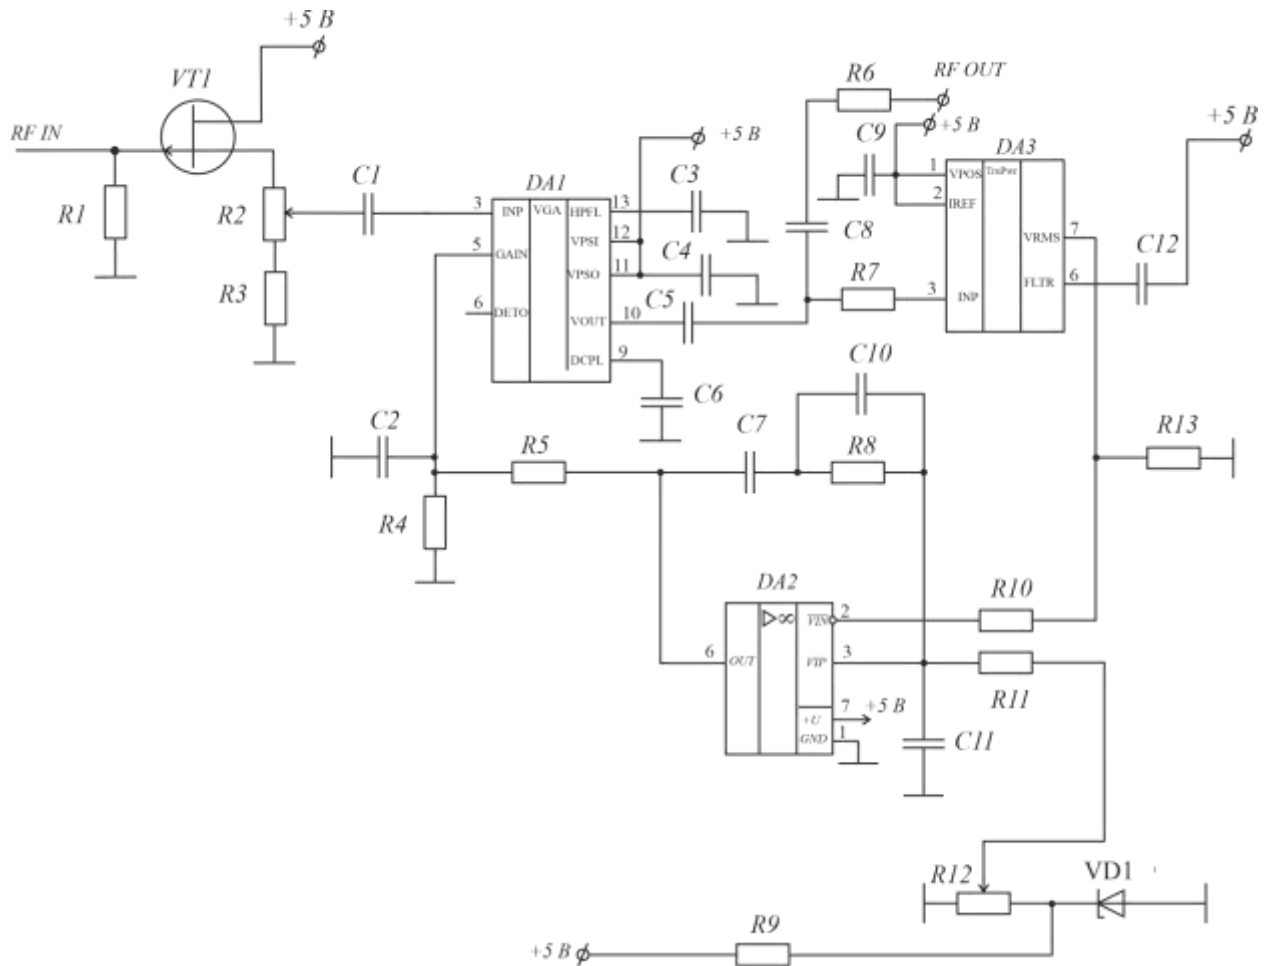 +5 В
VT1
RF IN
R1
R2
R3
C1
DA1
3
INP
VGA
HPFL
13
5
GAIN
VPSI
12
VPSO
11
6
DETO
VOUT
10
DCPL
9
+5 В
C3
C4
C5
C6
R6
RF OUT
C9
+5 В
C8
R7
DA3
1
VPOS
TruPwr
2
IREF
VRMS
7
FLTR
6
3
INP
C12
+5 В
C2
R4
R5
C7
C10
R8
R13
DA2
6
OUT
▷∞
VIN
2
VIP
3
+U
7
+5 В
GND
1
R10
R11
C11
R12
VD1
+5 В
R9